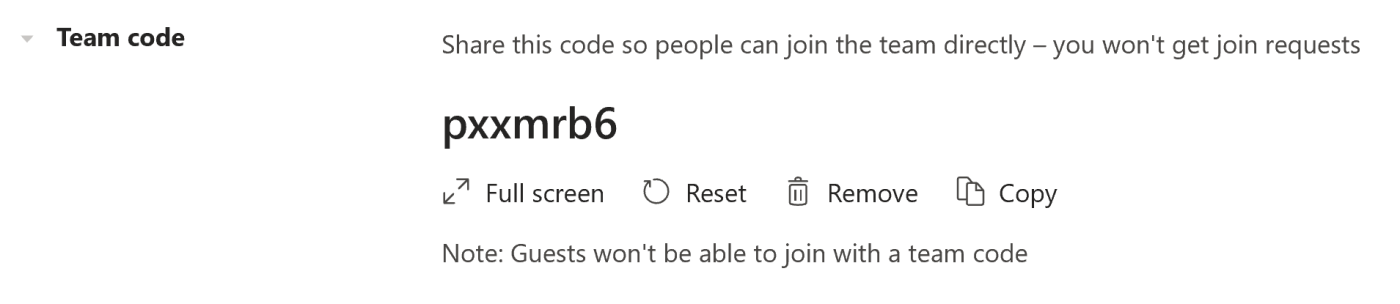 Team code
Share this code so people can join the team directly – you won't get join requests
pxxmrb6
Full screen Reset Remove Copy
Note: Guests won't be able to join with a team code